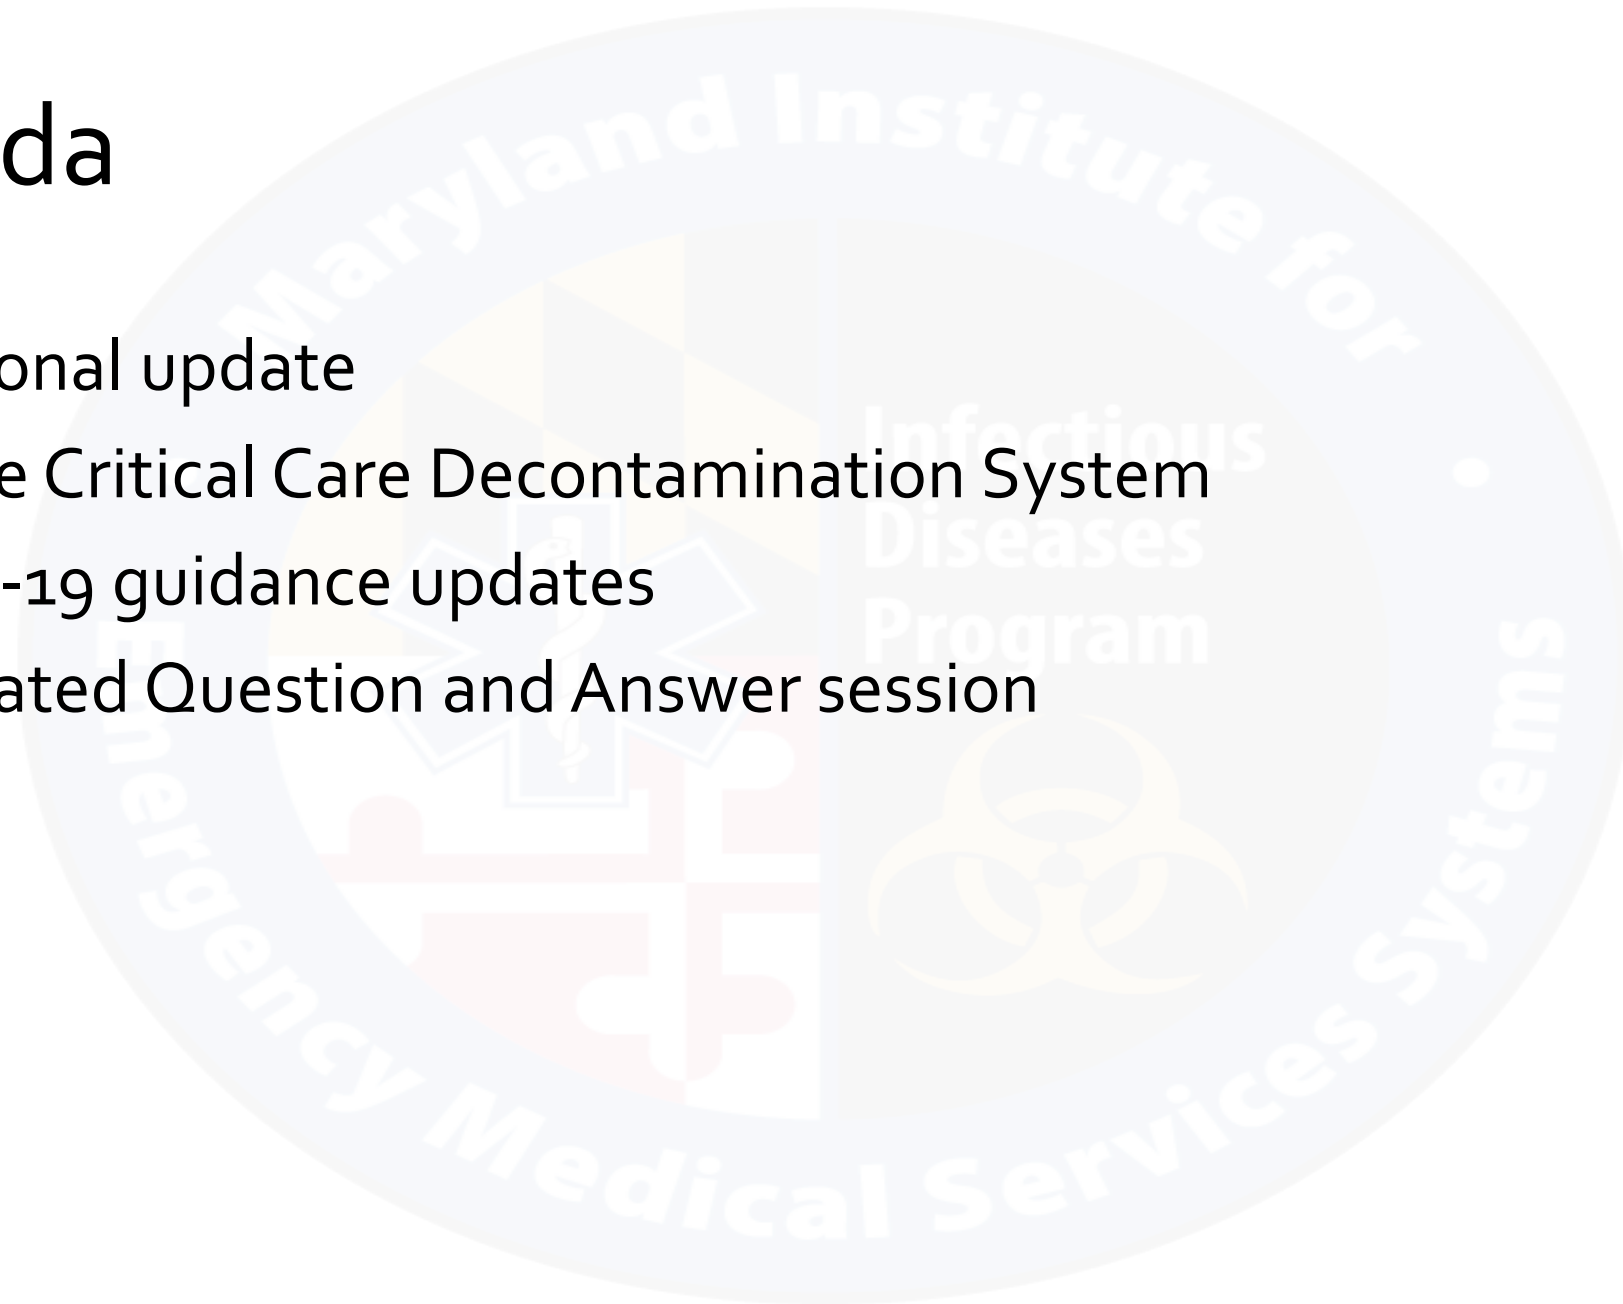 da
onal update
e Critical Care Decontamination System
-19 guidance updates
ated Question and Answer session
Maryland Institute for
Emergency Medical Services Systems
Infectious
Diseases
Program